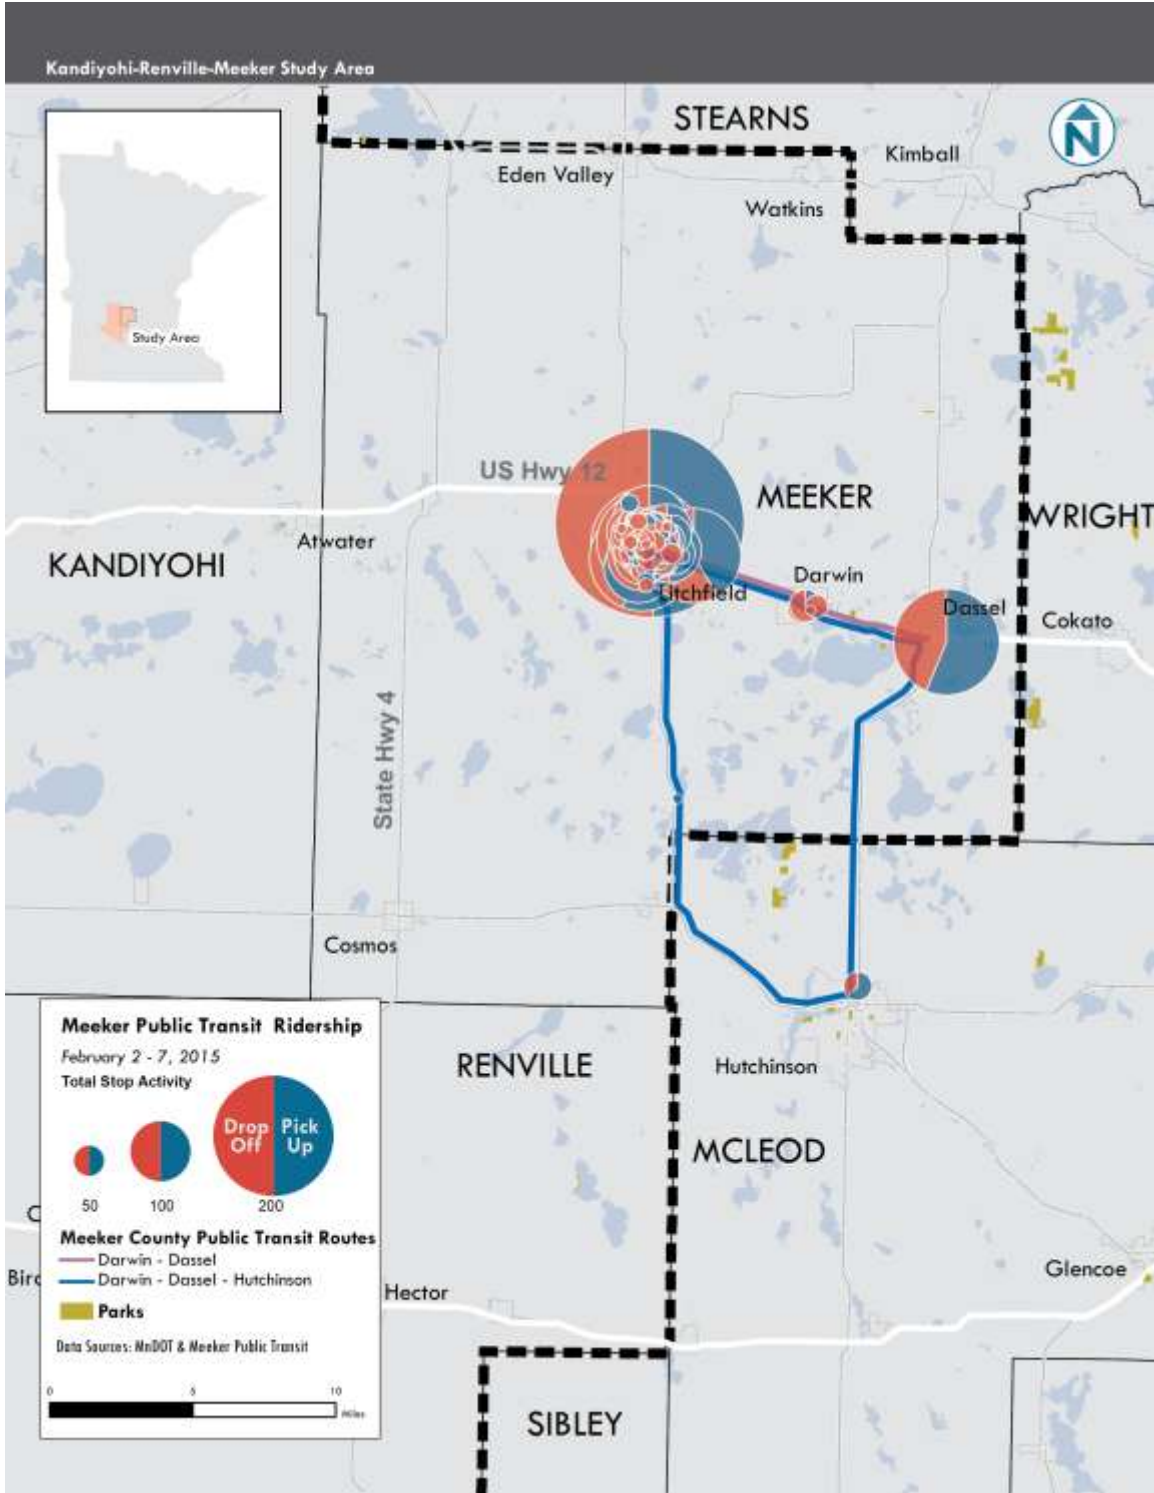 Kandiyohi-Renville-Meeker Study Area
STEARNS
N
Kimball
Eden Valley
Watkins
Study Area
US Hwy 12
MEEKER
WRIGHT
Atwater
KANDIYOHI
Darwin
Litchfield
Dassel
Cokato
State Hwy 4
Cosmos
Meeker Public Transit Ridership
February 2 - 7, 2015
Total Stop Activity
Drop Off
Pick Up
50
100
200
Meeker County Public Transit Routes
Darwin - Dassel
Darwin - Dassel - Hutchinson
Parks
Data Sources: MnDOT & Meeker Public Transit
0
5
10
Miles
RENVILLE
Hutchinson
MCLEOD
Glencoe
Hector
SIBLEY